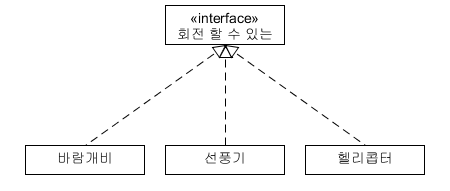 «interface»
회전 할 수 있는
바람개비
선풍기
헬리콥터